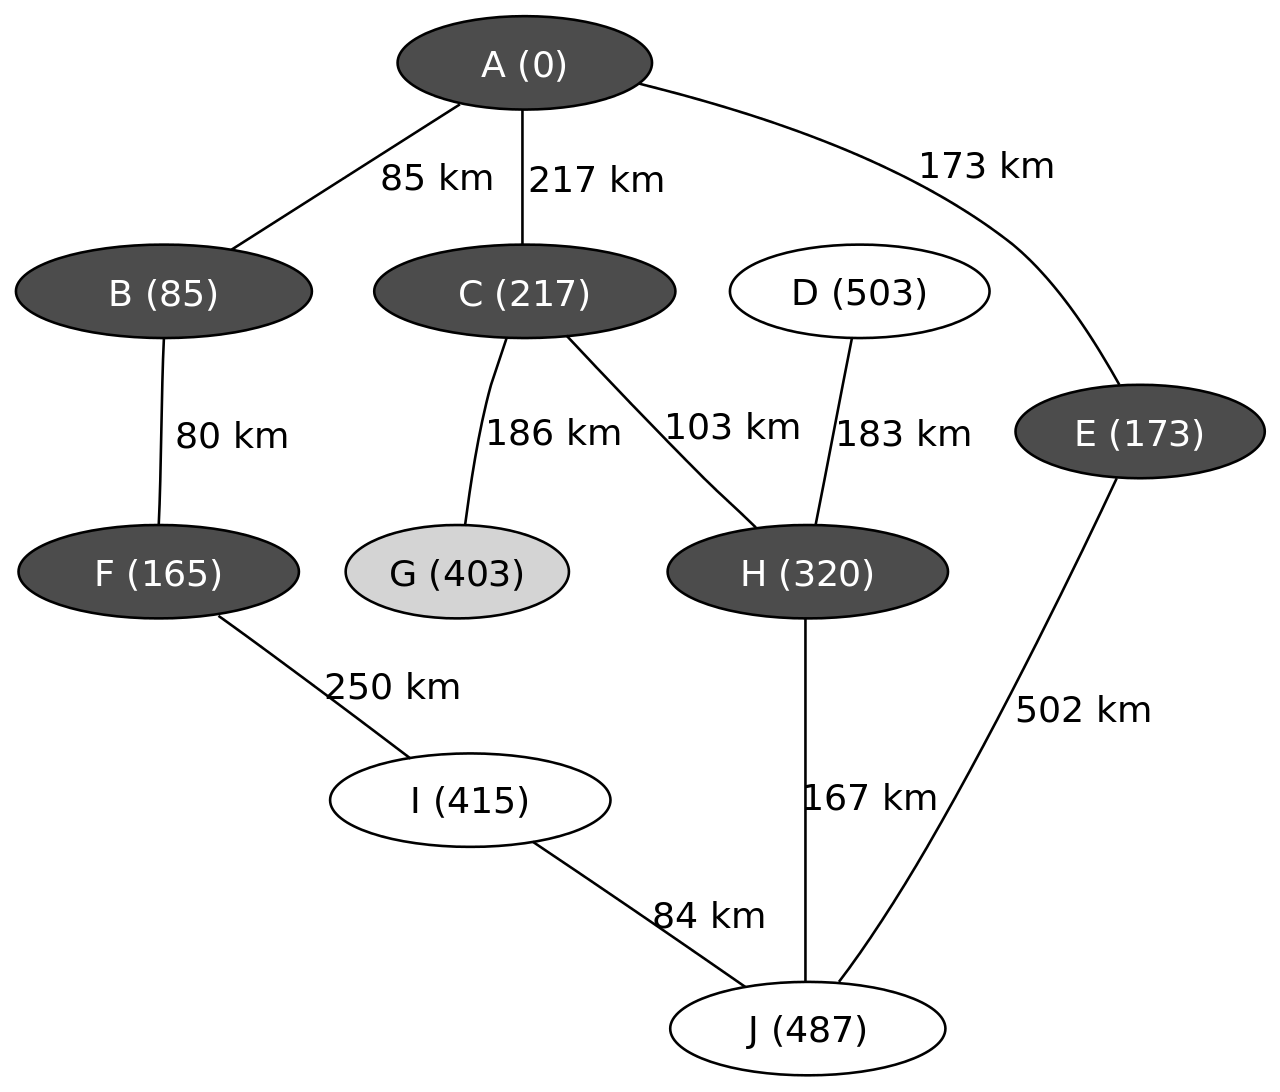 A (0)
85 km
217 km
173 km
B (85)
C (217)
D (503)
80 km
186 km
103 km
183 km
E (173)
F (165)
G (403)
H (320)
250 km
502 km
I (415)
167 km
84 km
J (487)